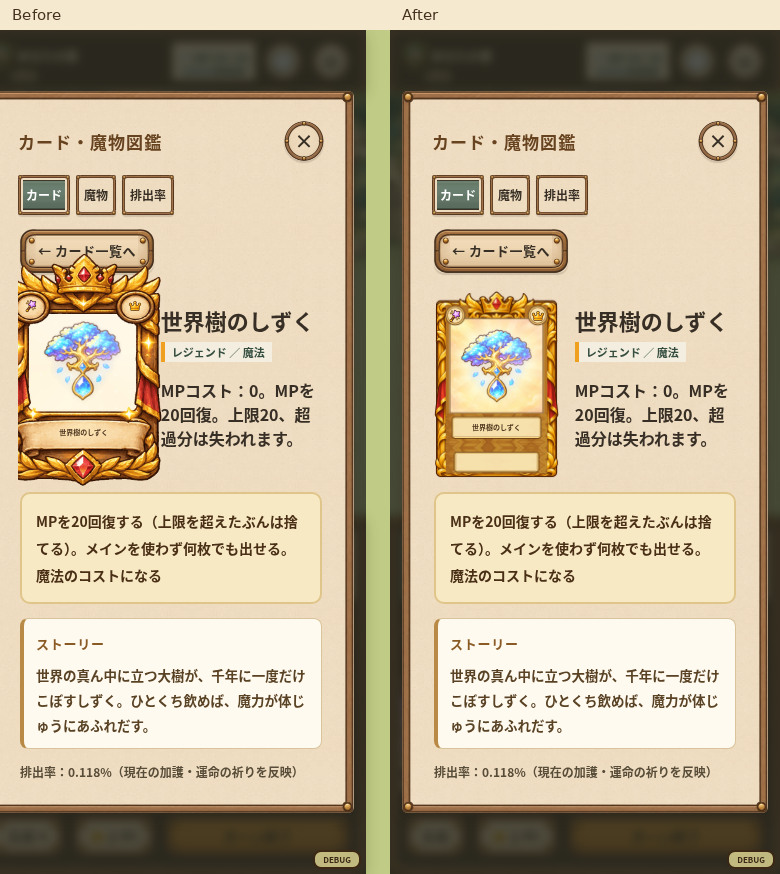 Before
カード・魔物図鑑
カード
魔物
排出率
← カード一覧へ
世界樹のしずく
レジェンド ／ 魔法
MPコスト：0。MPを
20回復。上限20、超
過分は失われます。
世界樹のしずく
MPを20回復する（上限を超えたぶんは捨
てる）。メインを使わず何枚でも出せる。
魔法のコストになる
ストーリー
世界の真ん中に立つ大樹が、千年に一度だけ
こぼすしずく。ひとくち飲めば、魔力が体じ
ゅうにあふれだす。
排出率：0.118%（現在の加護・運命の祈りを反映）
DEBUG
After
カード・魔物図鑑
カード
魔物
排出率
← カード一覧へ
世界樹のしずく
レジェンド ／ 魔法
MPコスト：0。MPを
20回復。上限20、超
過分は失われます。
世界樹のしずく
MPを20回復する（上限を超えたぶんは捨
てる）。メインを使わず何枚でも出せる。
魔法のコストになる
ストーリー
世界の真ん中に立つ大樹が、千年に一度だけ
こぼすしずく。ひとくち飲めば、魔力が体じ
ゅうにあふれだす。
排出率：0.118%（現在の加護・運命の祈りを反映）
DEBUG